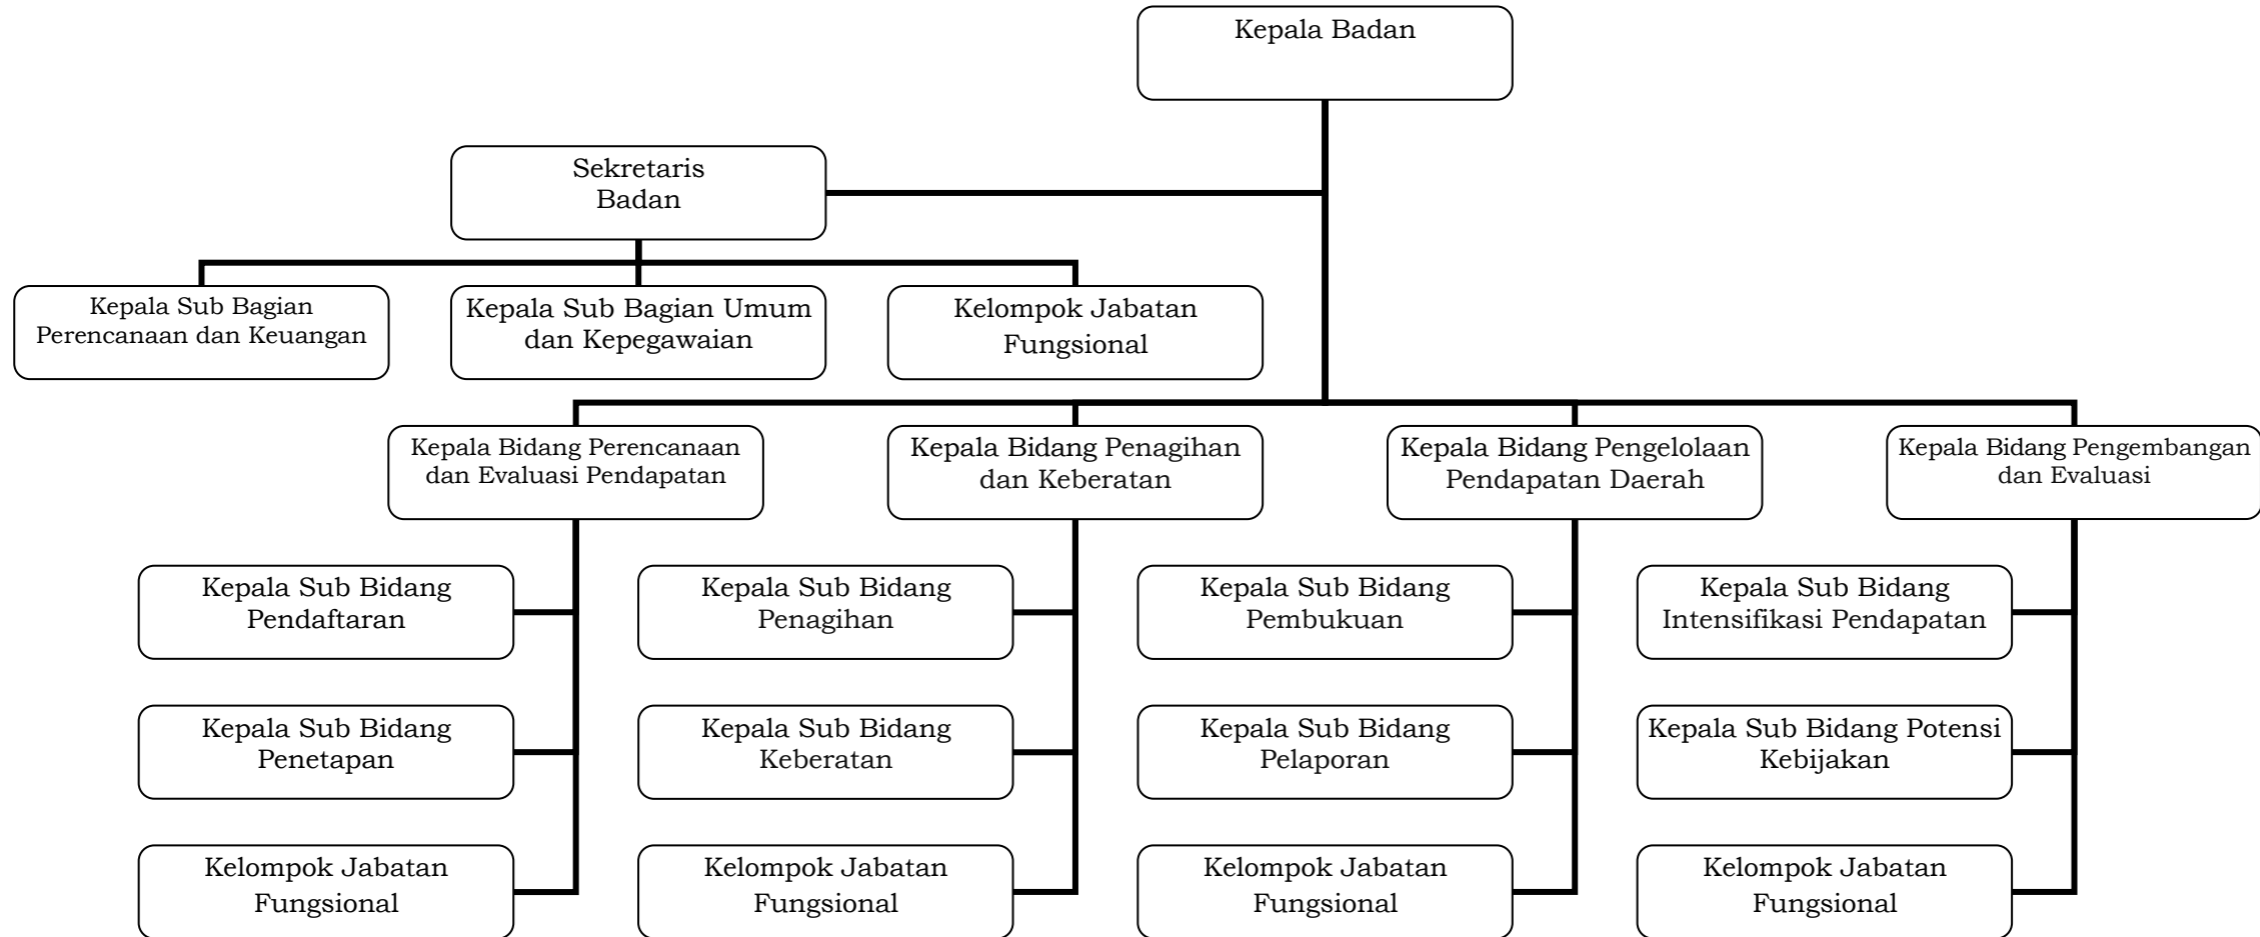 Kepala Badan
Sekretaris
Badan
Kepala Sub Bagian
Perencanaan dan Keuangan
Kepala Sub Bagian Umum
dan Kepegawaian
Kelompok Jabatan
Fungsional
Kepala Bidang Perencanaan
dan Evaluasi Pendapatan
Kepala Bidang Penagihan
dan Keberatan
Kepala Bidang Pengelolaan
Pendapatan Daerah
Kepala Bidang Pengembangan
dan Evaluasi
Kepala Sub Bidang
Pendaftaran
Kepala Sub Bidang
Penagihan
Kepala Sub Bidang
Pembukuan
Kepala Sub Bidang
Intensifikasi Pendapatan
Kepala Sub Bidang
Penetapan
Kepala Sub Bidang
Keberatan
Kepala Sub Bidang
Pelaporan
Kepala Sub Bidang Potensi
Kebijakan
Kelompok Jabatan
Fungsional
Kelompok Jabatan
Fungsional
Kelompok Jabatan
Fungsional
Kelompok Jabatan
Fungsional